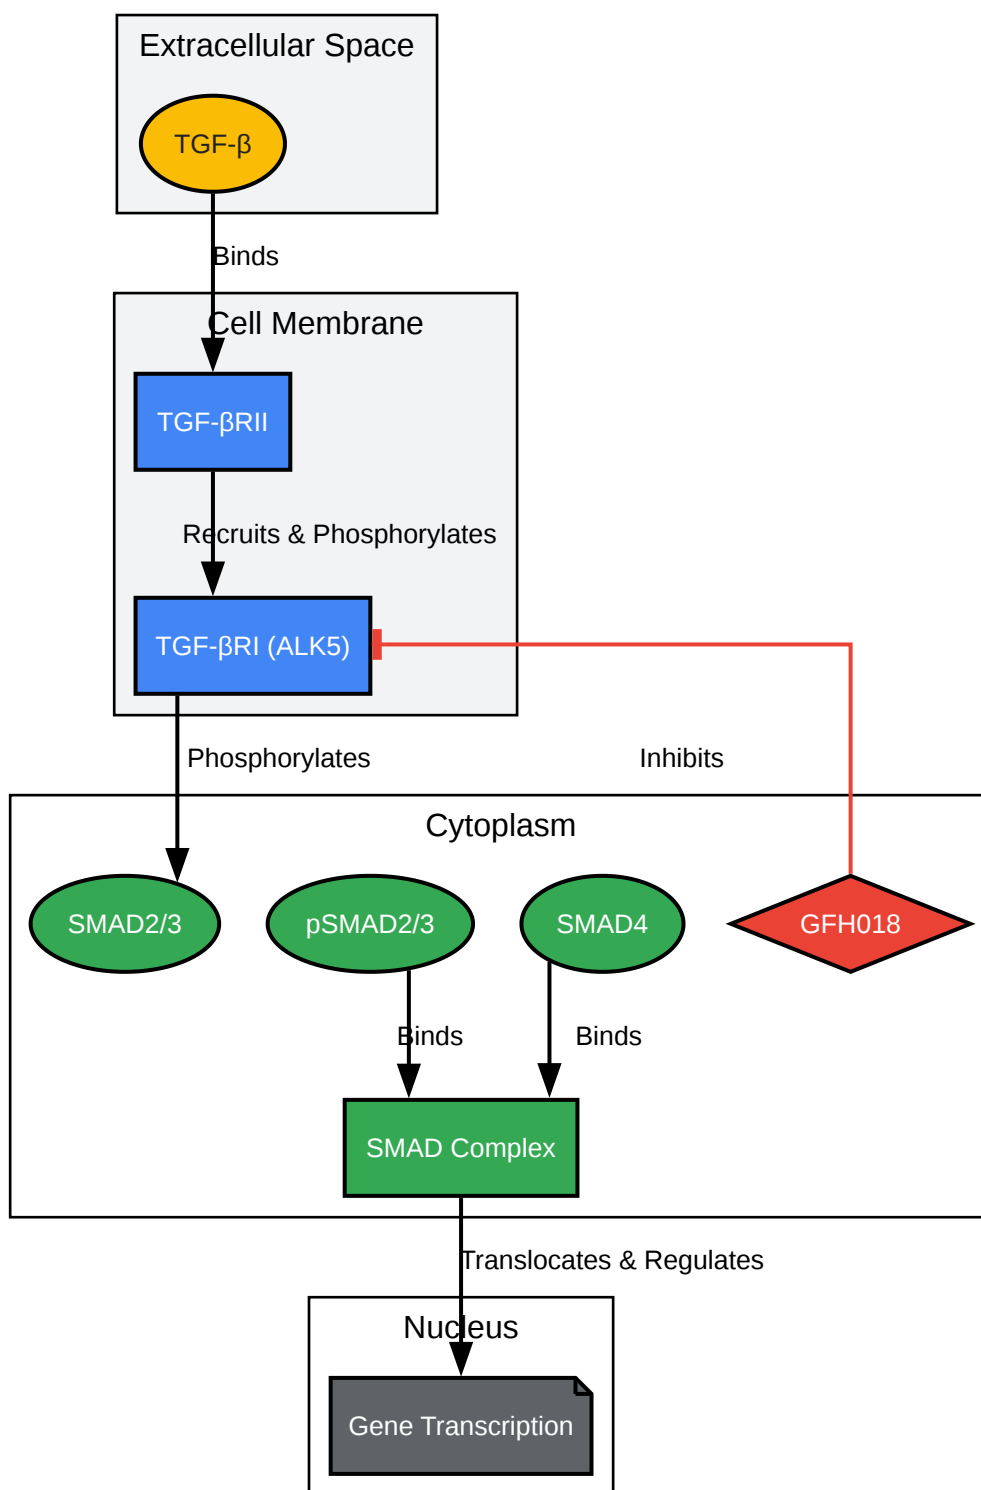 Extracellular Space
TGF-β
Binds
Cell Membrane
TGF-βRII
Recruits & Phosphorylates
TGF-βRI (ALK5)
Phosphorylates
Inhibits
Cytoplasm
SMAD2/3
pSMAD2/3
SMAD4
GFH018
Binds
Binds
SMAD Complex
Translocates & Regulates
Nucleus
Gene Transcription